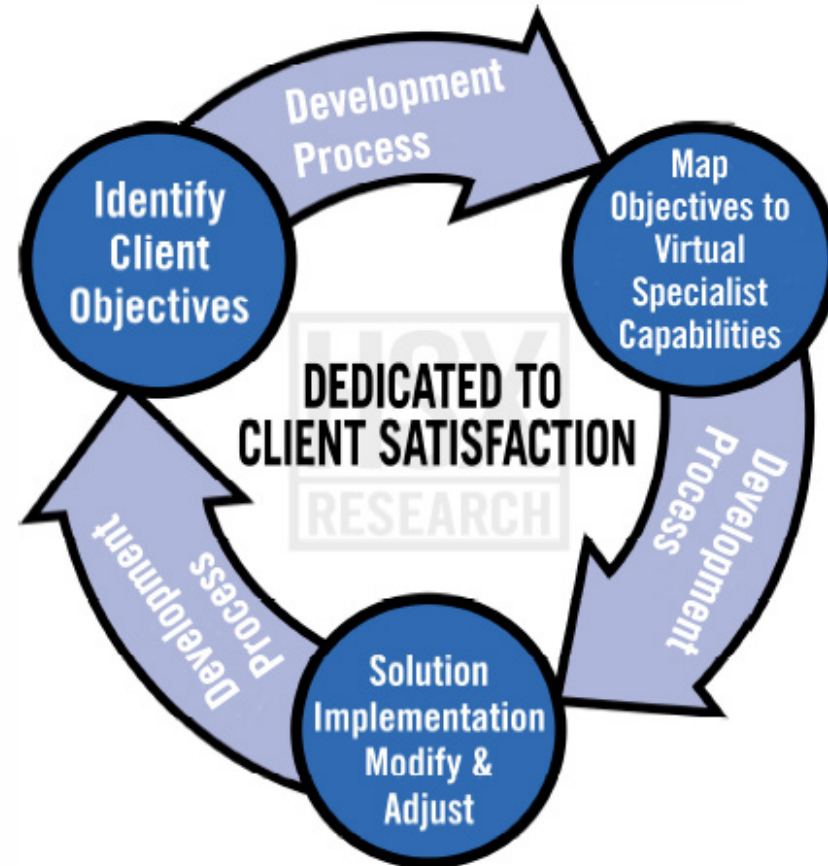 Development
Process
Identify
Client
Objectives
Map
Objectives to
Virtual
Specialist
Capabilities
DEDICATED TO
CLIENT SATISFACTION
RESEARCH
Development
Process
Development
Process
Solution
Implementation
Modify &
Adjust